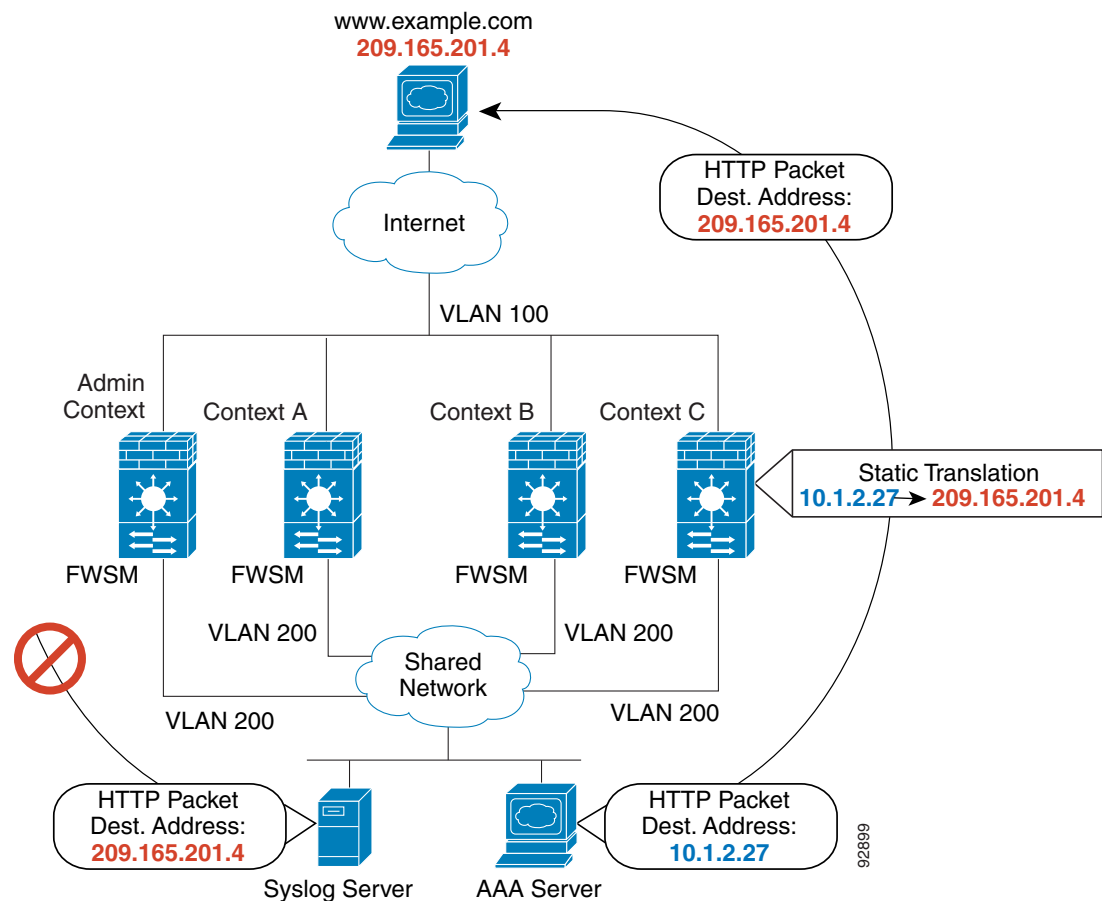 www.example.com
209.165.201.4
HTTP Packet
Dest. Address:
209.165.201.4
Internet
VLAN 100
Admin
Context
Context A
Context B
Context C
Static Translation
10.1.2.27 209.165.201.4
FWSM
FWSM
FWSM
FWSM
VLAN 200
VLAN 200
Shared
Network
VLAN 200
VLAN 200
HTTP Packet
Dest. Address:
209.165.201.4
HTTP Packet
Dest. Address:
10.1.2.27
92899
Syslog Server
AAA Server